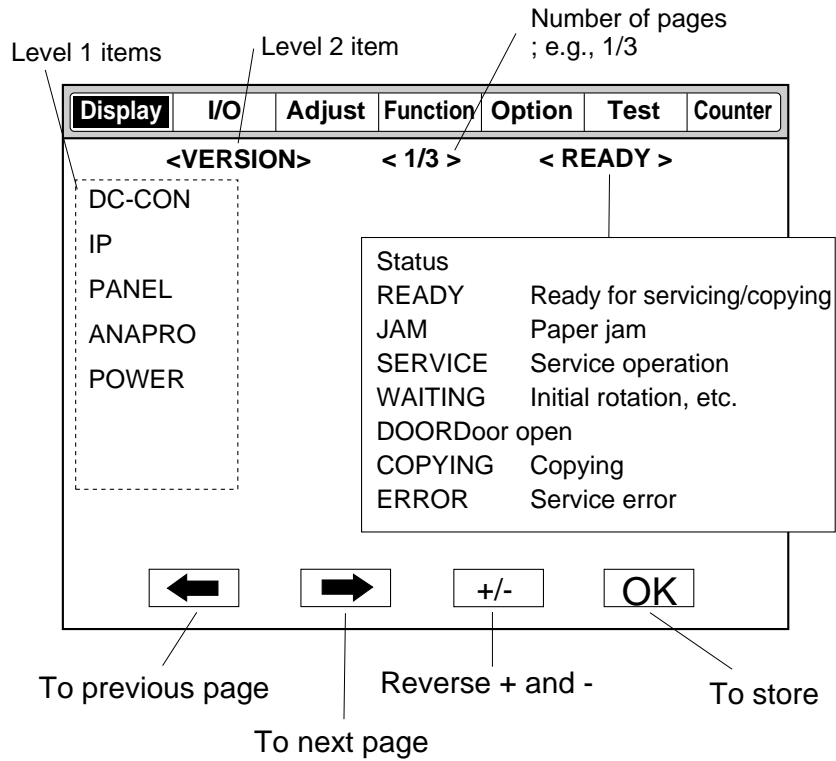 Number of pages
; e.g., 1/3
Level 1 items
Level 2 item
Display I/O Adjust Function Option Test Counter
<VERSION> < 1/3 > < READY >
DC-CON
IP
PANEL
ANAPRO
POWER
Status
READY Ready for servicing/copying
JAM Paper jam
SERVICE Service operation
WAITING Initial rotation, etc.
DOORDoor open
COPYING Copying
ERROR Service error
+/- OK
To previous page
Reverse + and -
To store
To next page